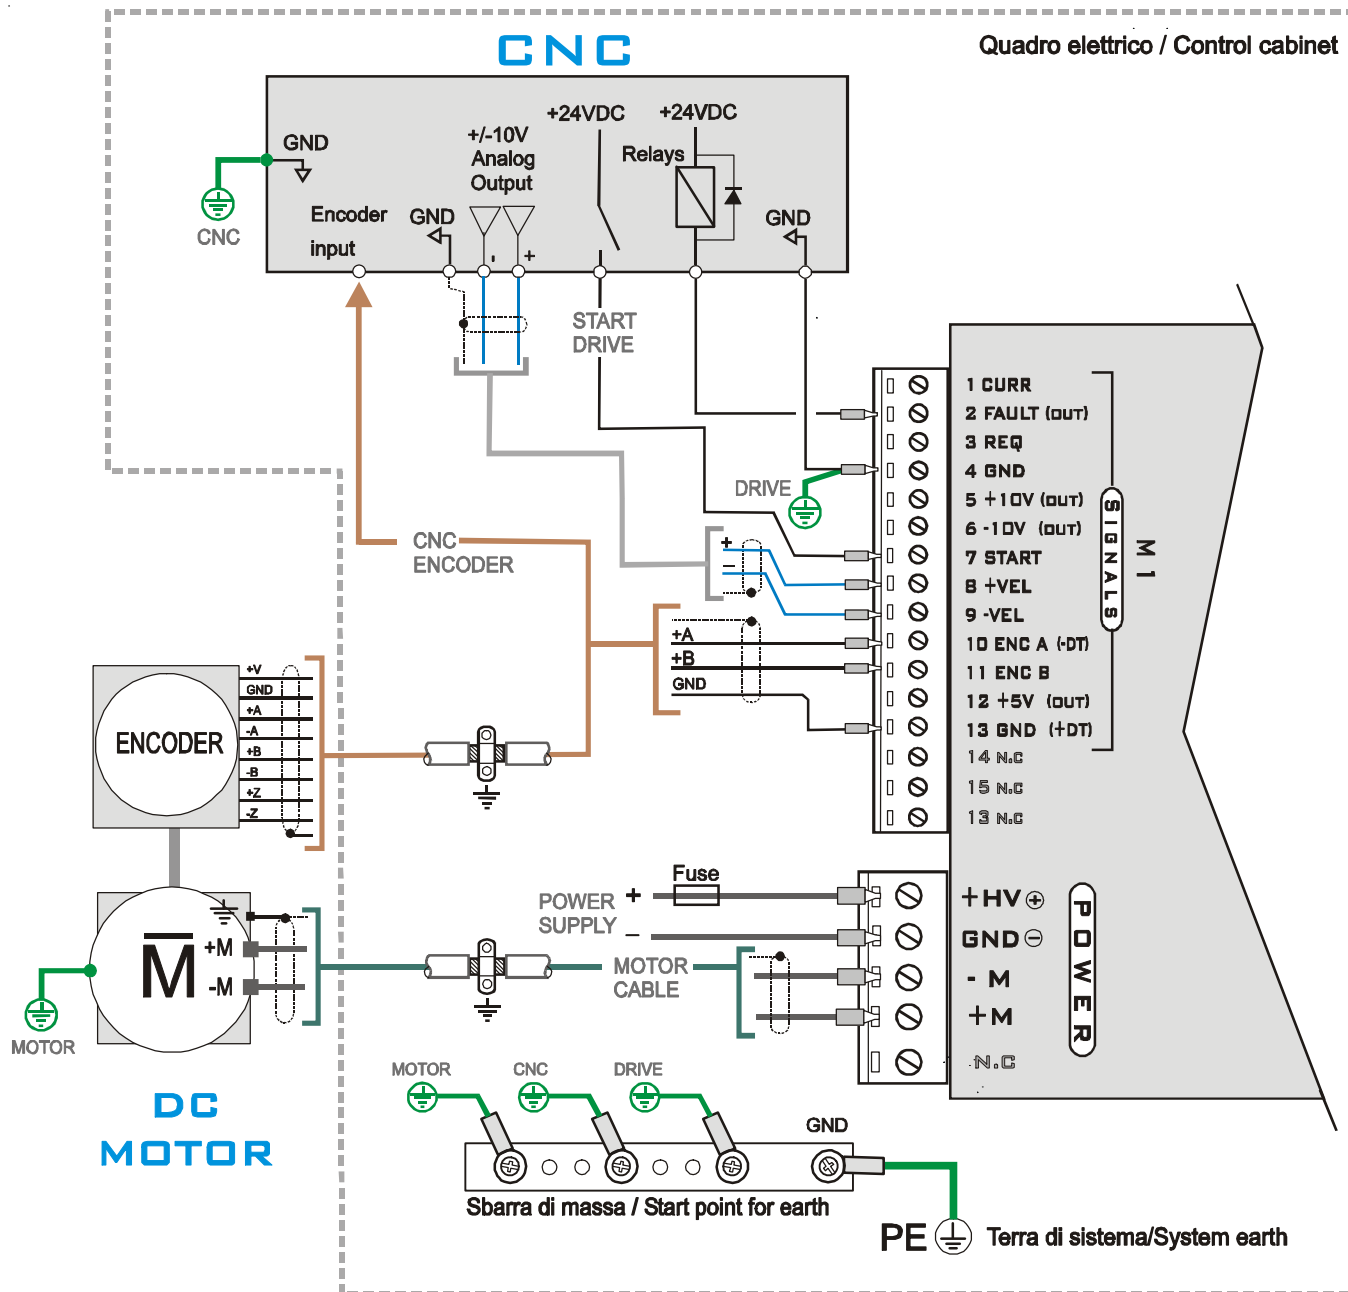 CNC
Quadro elettrico / Control cabinet
+24VDC
+24VDC
+/-10V
Analog
Output
GND
Relays
Encoder
input
GND
GND
CNC
-
+
START
DRIVE
1 CURR
2 FAULT (OUT)
3 REQ
4 GND
5 +10V (OUT)
6 -10V (OUT)
7 START
8 +VEL
9 -VEL
10 ENC A (-DT)
11 ENC B
12 +5V (OUT)
13 GND (+DT)
14 N.C
15 N.C
13 N.C
SIGNALS
M 1
DRIVE
CNC
ENCODER
+
−
+A
+B
GND
ENCODER
+V
GND
+A
-A
+B
-B
+Z
-Z
Fuse
POWER
SUPPLY
+
−
+HV +
GND −
- M
+M
N.C
POWER
M
+M
-M
MOTOR
CABLE
MOTOR
DC
MOTOR
MOTOR
CNC
DRIVE
GND
Sbarra di massa / Start point for earth
PE
Terra di sistema/System earth